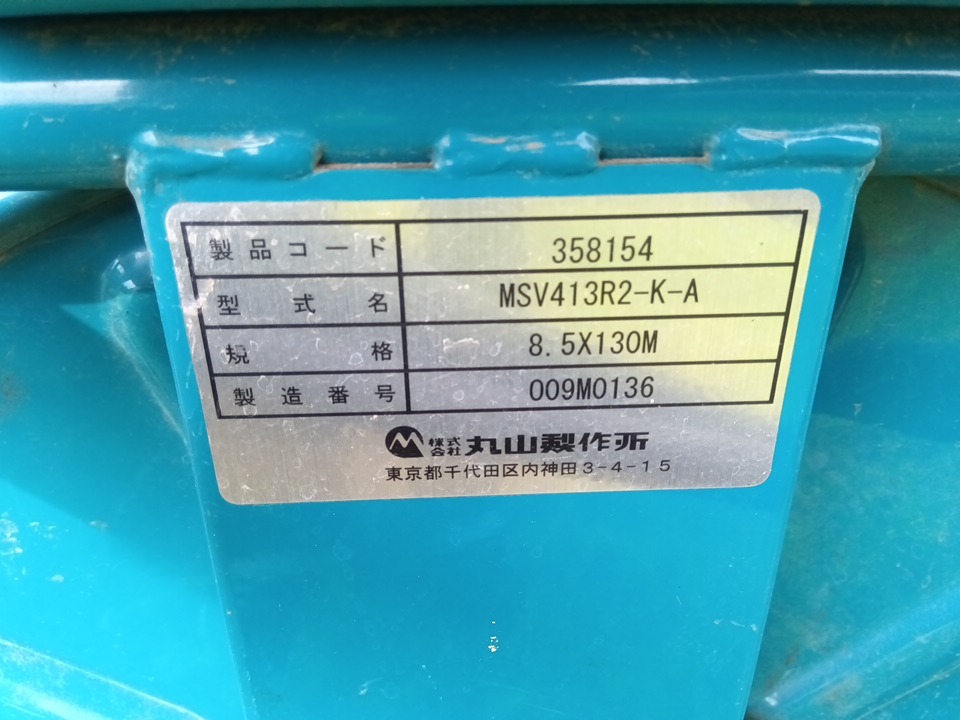 製品コード 358154
型式名 MSV413R2-K-A
規格 8.5X130M
製造番号 009M0136
株式会社 丸山製作所
東京都千代田区内神田3-4-15